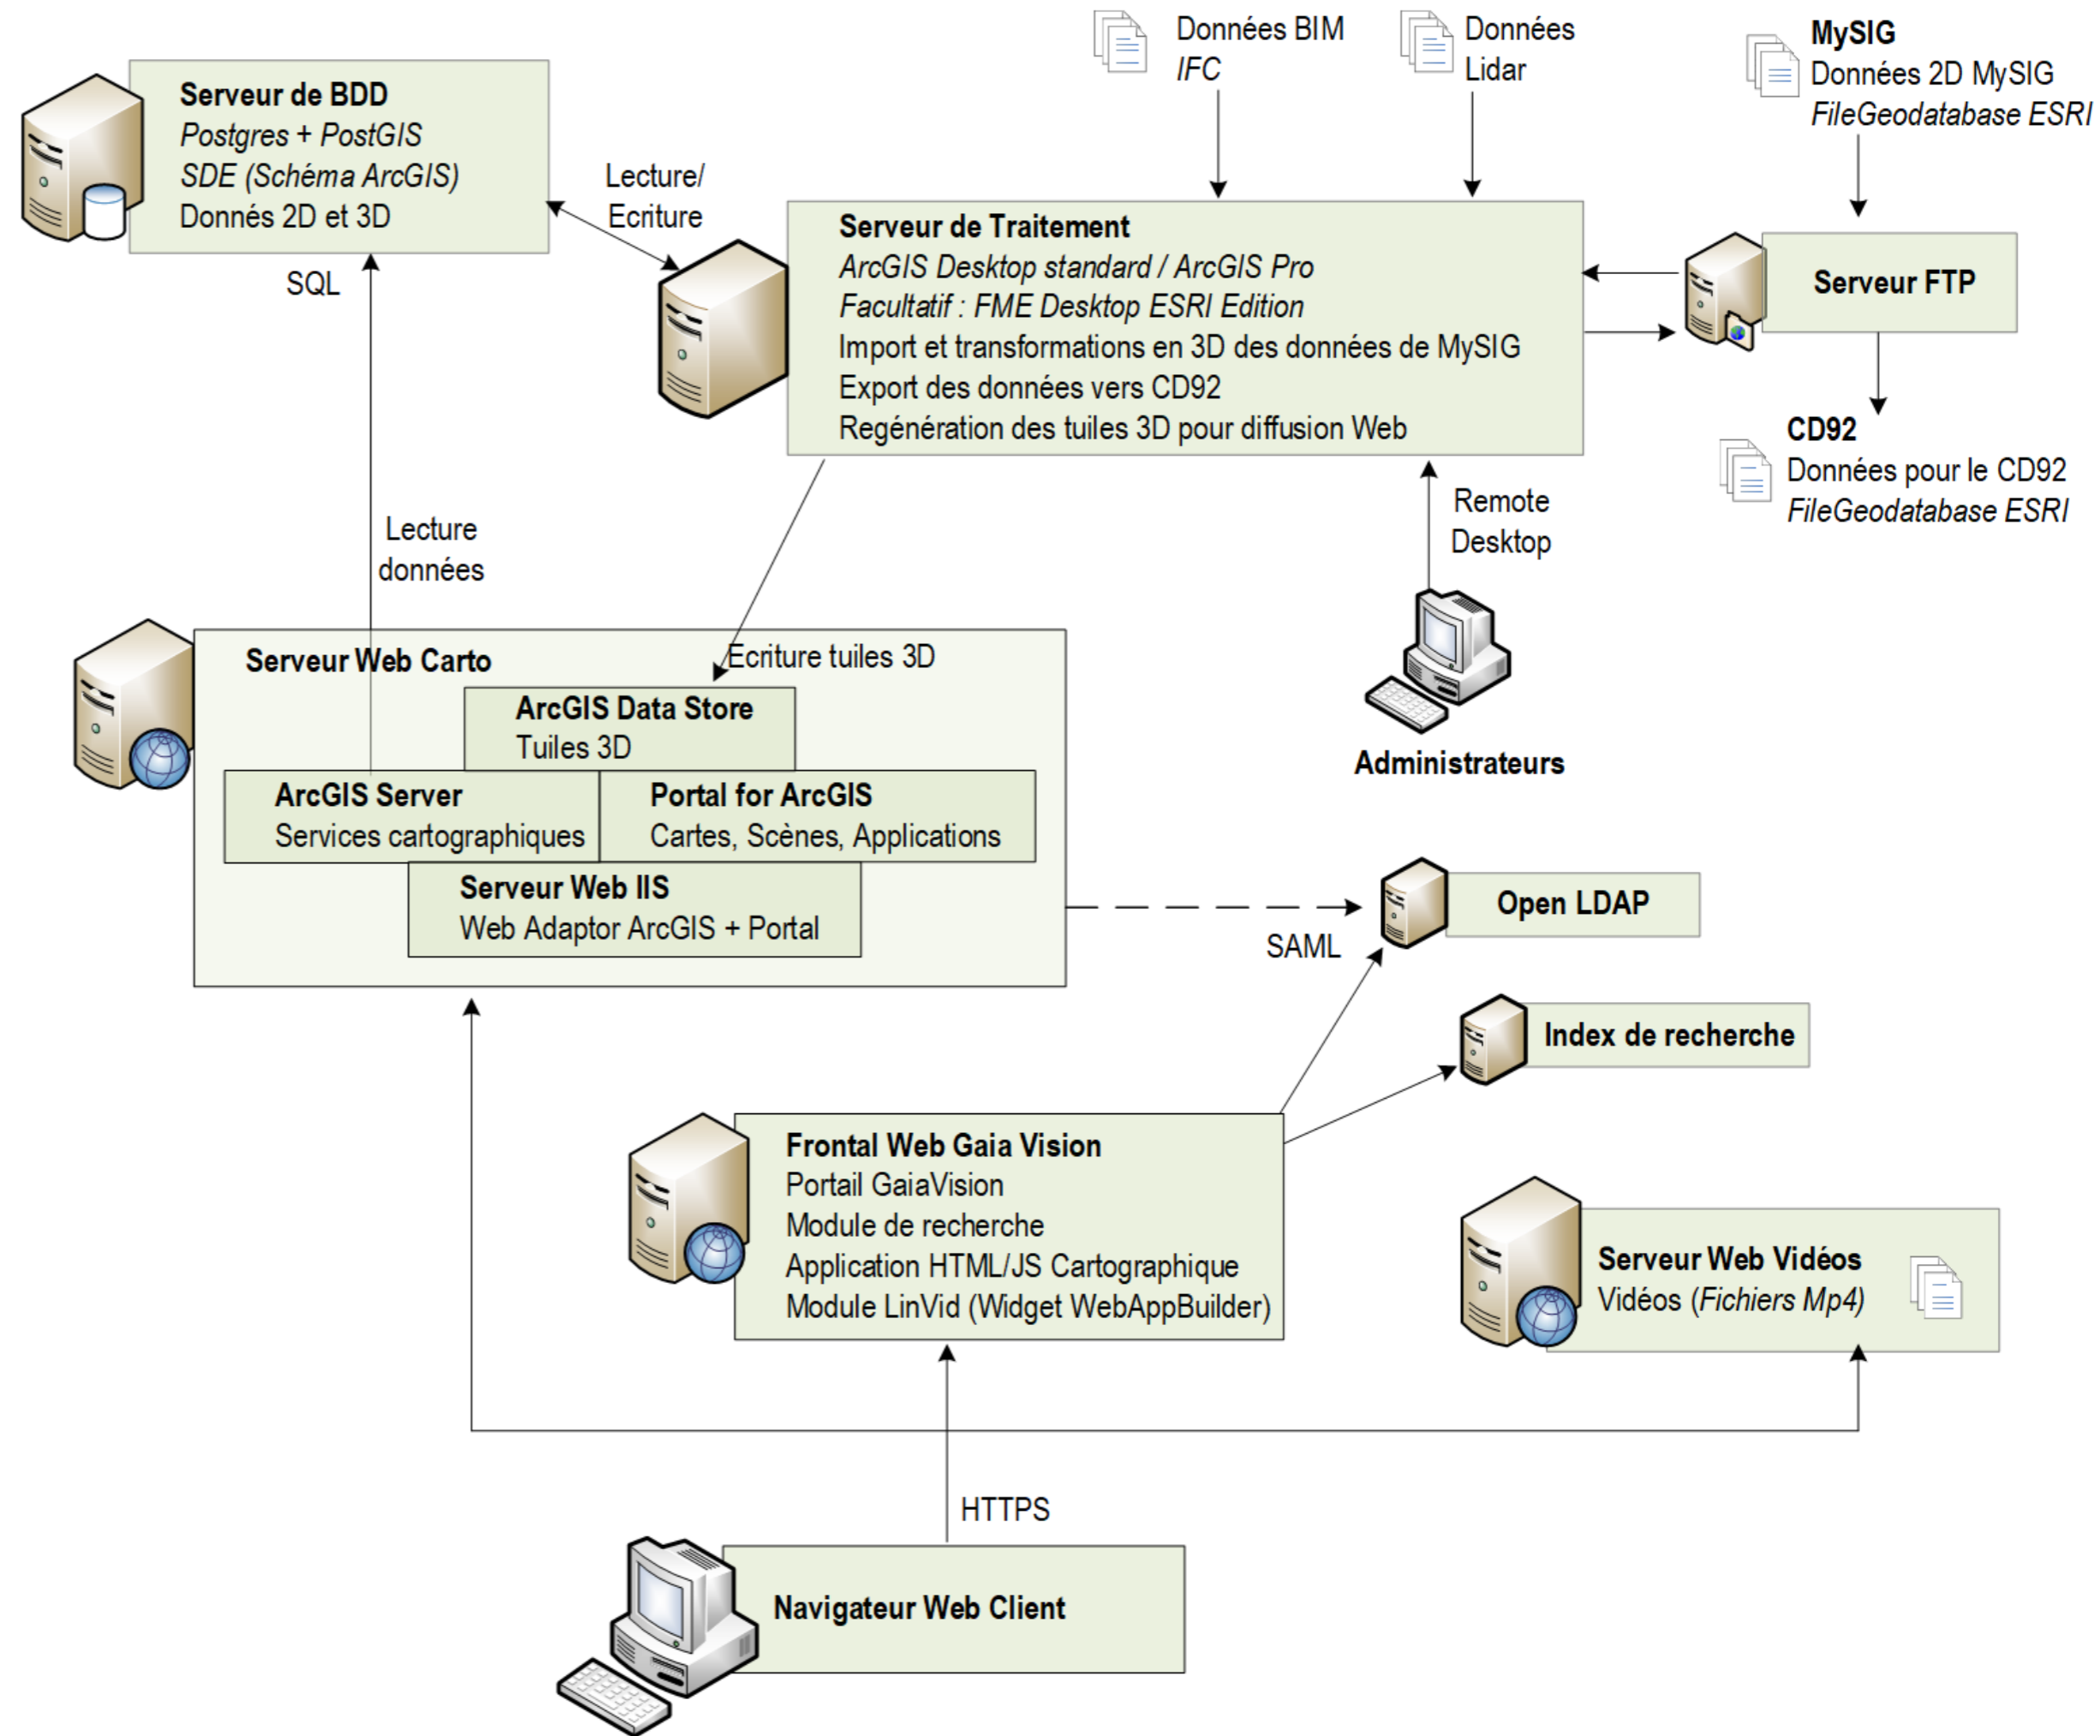 Données BIM
IFC
Données
Lidar
MySIG
Données 2D MySIG
FileGeodatabase ESRI
Serveur de BDD
Postgres + PostGIS
SDE (Schéma ArcGIS)
Donnés 2D et 3D
Lecture/
Ecriture
Serveur de Traitement
ArcGIS Desktop standard / ArcGIS Pro
Facultatif : FME Desktop ESRI Edition
Import et transformations en 3D des données de MySIG
Export des données vers CD92
Regénération des tuiles 3D pour diffusion Web
Serveur FTP
SQL
CD92
Données pour le CD92
FileGeodatabase ESRI
Remote
Desktop
Lecture
données
Administrateurs
Serveur Web Carto
Ecriture tuiles 3D
ArcGIS Data Store
Tuiles 3D
ArcGIS Server
Services cartographiques
Portal for ArcGIS
Cartes, Scènes, Applications
Serveur Web IIS
Web Adaptor ArcGIS + Portal
SAML
Open LDAP
Index de recherche
Frontal Web Gaia Vision
Portail GaiaVision
Module de recherche
Application HTML/JS Cartographique
Module LinVid (Widget WebAppBuilder)
Serveur Web Vidéos
Vidéos (Fichiers Mp4)
HTTPS
Navigateur Web Client